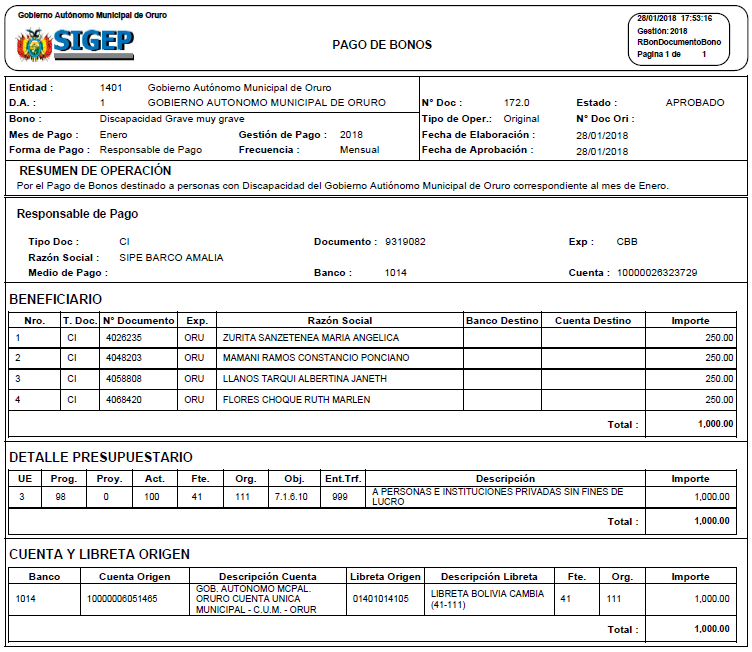 Gobierno Autónomo Municipal de Oruro
SIGEP
PAGO DE BONOS
28/01/2018 17:53:16
Gestión: 2018
RBonDocumentoBono
Pagina 1 de 1
Entidad : 1401 Gobierno Autónomo Municipal de Oruro
D.A. : 1 GOBIERNO AUTONOMO MUNICIPAL DE ORURO
Bono : Discapacidad Grave muy grave
Mes de Pago : Enero Gestión de Pago : 2018
Forma de Pago : Responsable de Pago Frecuencia : Mensual
N° Doc : 172.0 Estado : APROBADO
Tipo de Oper.: Original N° Doc Ori :
Fecha de Elaboración : 28/01/2018
Fecha de Aprobación : 28/01/2018
RESUMEN DE OPERACIÓN
Por el Pago de Bonos destinado a personas con Discapacidad del Gobierno Autiónomo Municipal de Oruro correspondiente al mes de Enero.
Responsable de Pago
Tipo Doc : CI Documento : 9319082 Exp : CBB
Razón Social : SIPE BARCO AMALIA
Medio de Pago : Banco : 1014 Cuenta : 10000026323729
BENEFICIARIO
Nro. T. Doc. N° Documento Exp. Razón Social Banco Destino Cuenta Destino Importe
1 CI 4026235 ORU ZURITA SANZETENEA MARIA ANGELICA 250.00
2 CI 4048203 ORU MAMANI RAMOS CONSTANCIO PONCIANO 250.00
3 CI 4058808 ORU LLANOS TARQUI ALBERTINA JANETH 250.00
4 CI 4068420 ORU FLORES CHOQUE RUTH MARLEN 250.00
Total : 1,000.00
DETALLE PRESUPUESTARIO
UE Prog. Proy. Act. Fte. Org. Obj. Ent.Trf. Descripción Importe
3 98 0 100 41 111 7.1.6.10 999 A PERSONAS E INSTITUCIONES PRIVADAS SIN FINES DE
LUCRO 1,000.00
Total : 1,000.00
CUENTA Y LIBRETA ORIGEN
Banco Cuenta Origen Descripción Cuenta Libreta Origen Descripción Libreta Fte. Org. Importe
1014 10000006051465 GOB. AUTONOMO MCPAL.
ORURO CUENTA UNICA
MUNICIPAL - C.U.M. - ORUR 01401014105 LIBRETA BOLIVIA CAMBIA
(41-111) 41 111 1,000.00
Total : 1,000.00